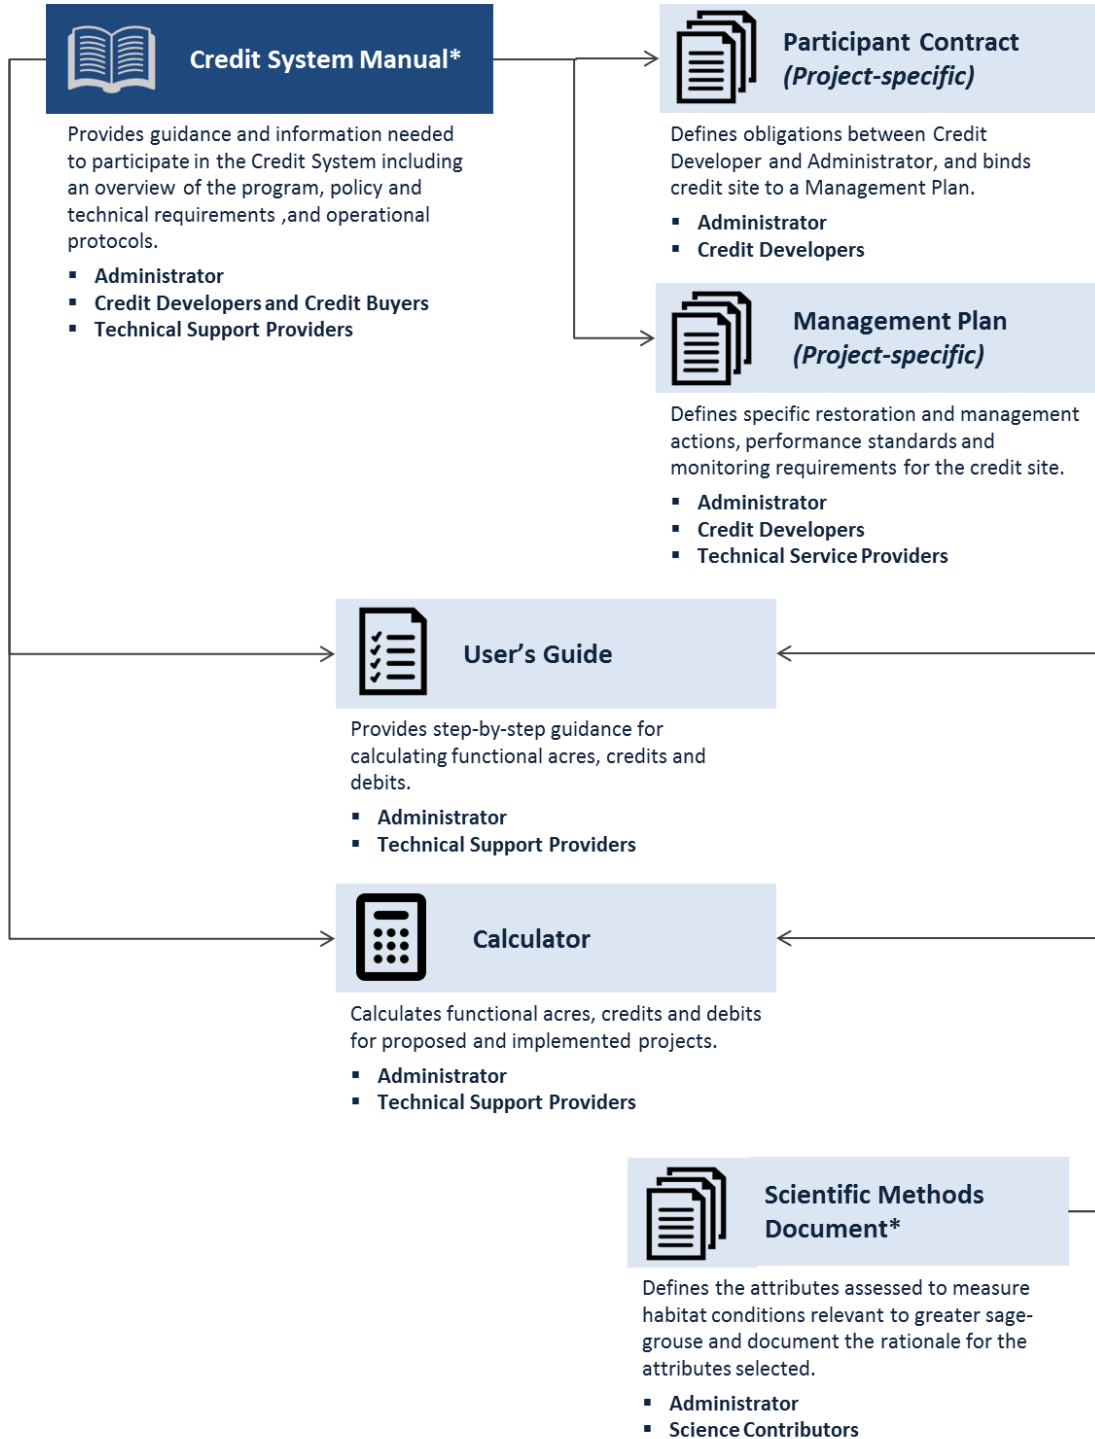 Credit System Manual*
Provides guidance and information needed
to participate in the Credit System including
an overview of the program, policy and
technical requirements ,and operational
protocols.
▪ Administrator
▪ Credit Developers and Credit Buyers
▪ Technical Support Providers
Participant Contract
(Project-specific)
Defines obligations between Credit
Developer and Administrator, and binds
credit site to a Management Plan.
▪ Administrator
▪ Credit Developers
Management Plan
(Project-specific)
Defines specific restoration and management
actions, performance standards and
monitoring requirements for the credit site.
▪ Administrator
▪ Credit Developers
▪ Technical Service Providers
User’s Guide
Provides step-by-step guidance for
calculating functional acres, credits and
debits.
▪ Administrator
▪ Technical Support Providers
Calculator
Calculates functional acres, credits and debits
for proposed and implemented projects.
▪ Administrator
▪ Technical Support Providers
Scientific Methods
Document*
Defines the attributes assessed to measure
habitat conditions relevant to greater sage-
grouse and document the rationale for the
attributes selected.
▪ Administrator
▪ Science Contributors